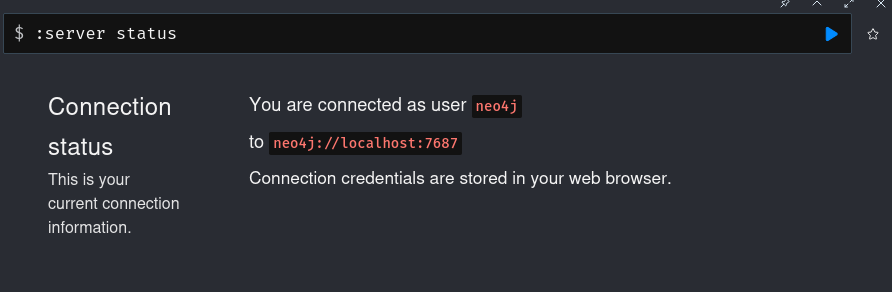 $ :server status
Connection
status
This is your
current connection
information.
You are connected as user neo4j
to neo4j://localhost:7687
Connection credentials are stored in your web browser.